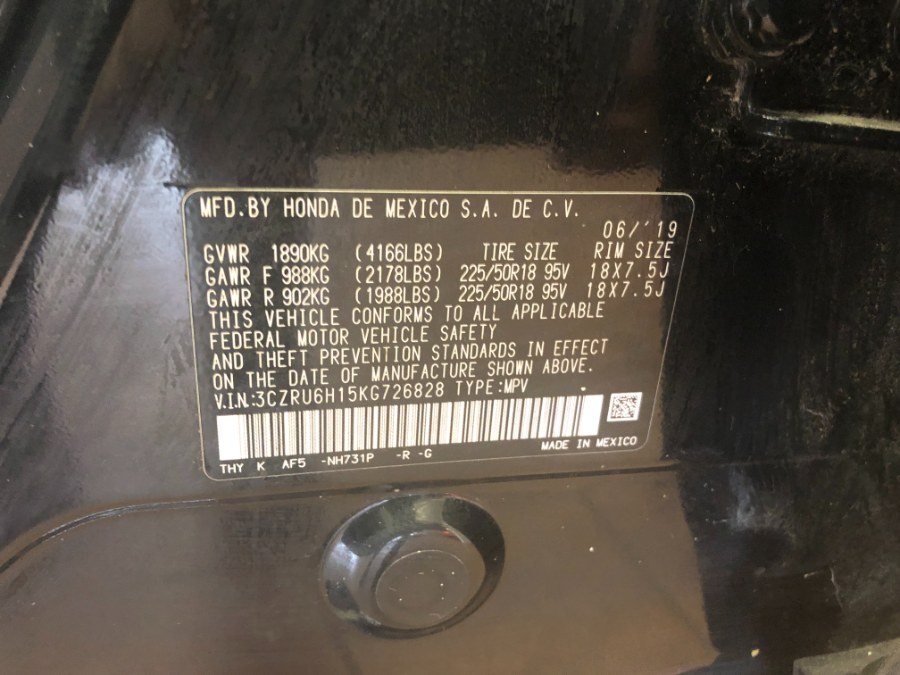 MFD.BY HONDA DE MEXICO S.A. DE C.V.
06/'19
GVWR 1890KG (4166LBS) TIRE SIZE RIM SIZE
GAWR F 988KG (2178LBS) 225/50R18 95V 18X7.5J
GAWR R 902KG (1988LBS) 225/50R18 95V 18X7.5J
THIS VEHICLE CONFORMS TO ALL APPLICABLE
FEDERAL MOTOR VEHICLE SAFETY
AND THEFT PREVENTION STANDARDS IN EFFECT
ON THE DATE OF MANUFACTURE SHOWN ABOVE.
V.I.N:3CZRU6H15KG726828 TYPE:MPV
MADE IN MEXICO
THY K AF5 -NH731P -R -G